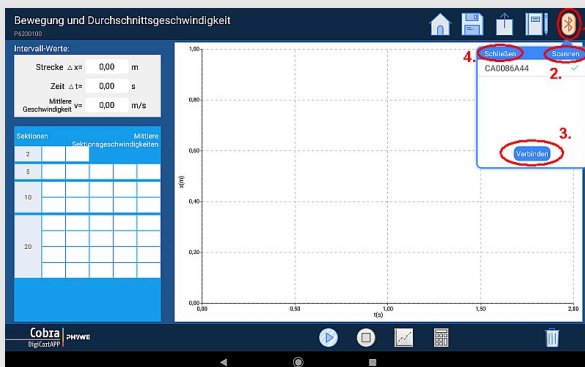 Bewegung und Durchschnittsgeschwindigkeit
P6200100
Intervall-Werte:
Strecke △ x= 0,00 m
Zeit △ t= 0,00 s
Mittlere Geschwindigkeit v= 0,00 m/s
Sektionen Mittlere Sektionsgeschwindigkeiten
2
5
10
20
1,00
0,80
0,60
0,40
0,20
0,00
x(m)
0,00 0,50 1,00 1,50 2,00
t(s)
4. Schließen Scannen
CA0086A44 2.
3.
Verbinden
Cobra PHYWE
DigiCartAPP